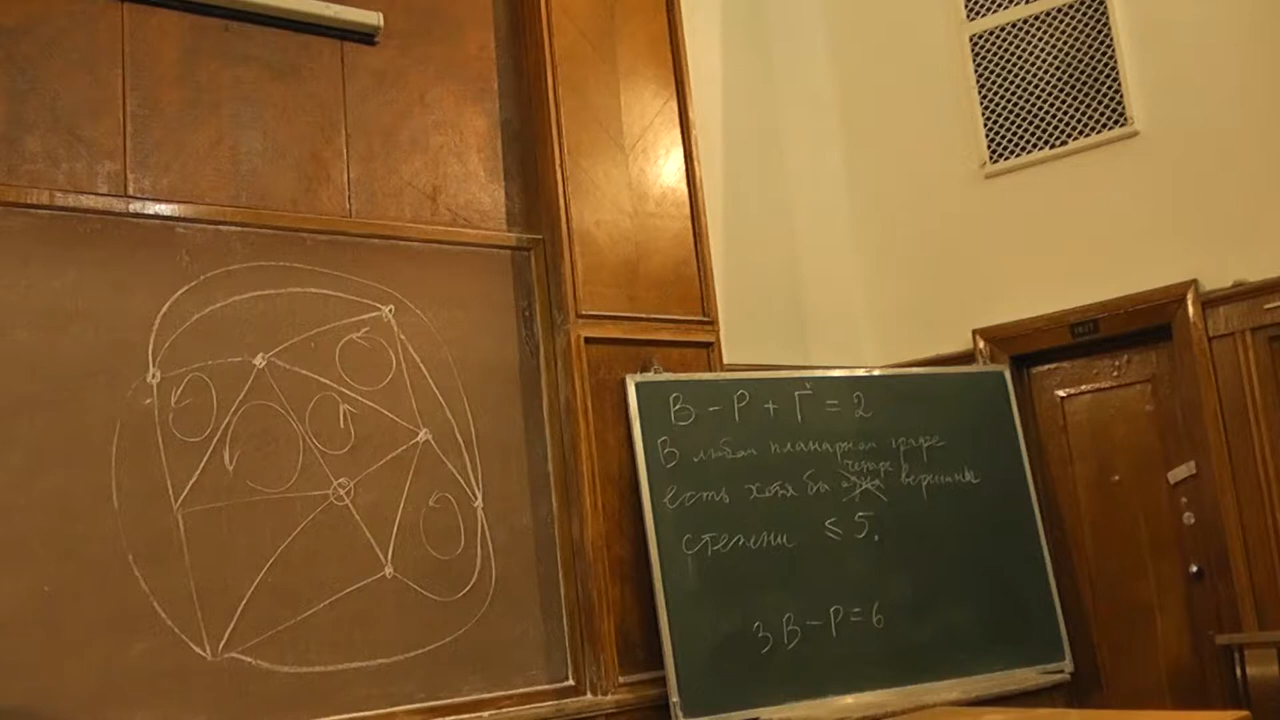 В - Р + Г = 2
В любом планарном графе
есть хотя бы четыре вершины
степени ≤ 5.
3В - Р = 6